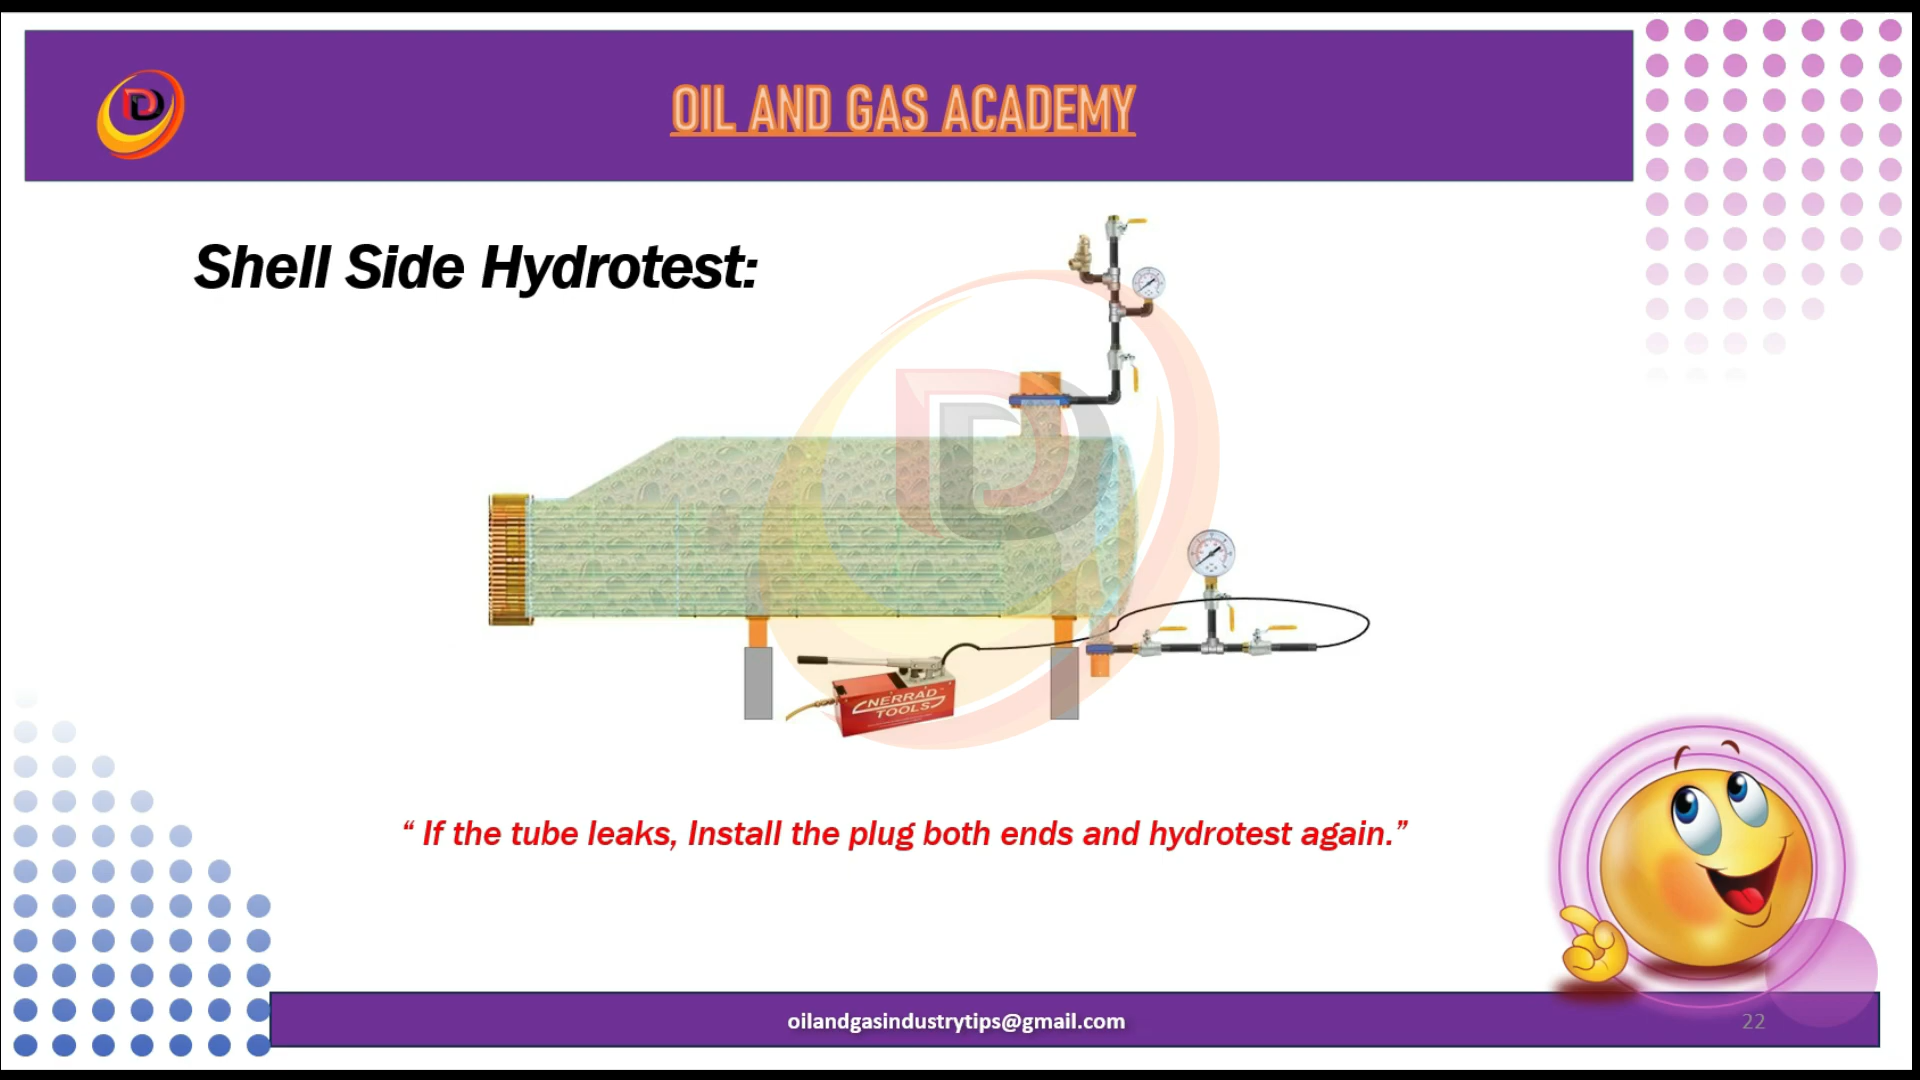 OIL AND GAS ACADEMY
Shell Side Hydrotest:
NERRAD
TOOLS
“ If the tube leaks, Install the plug both ends and hydrotest again.”
oilandgasindustrytips@gmail.com
22